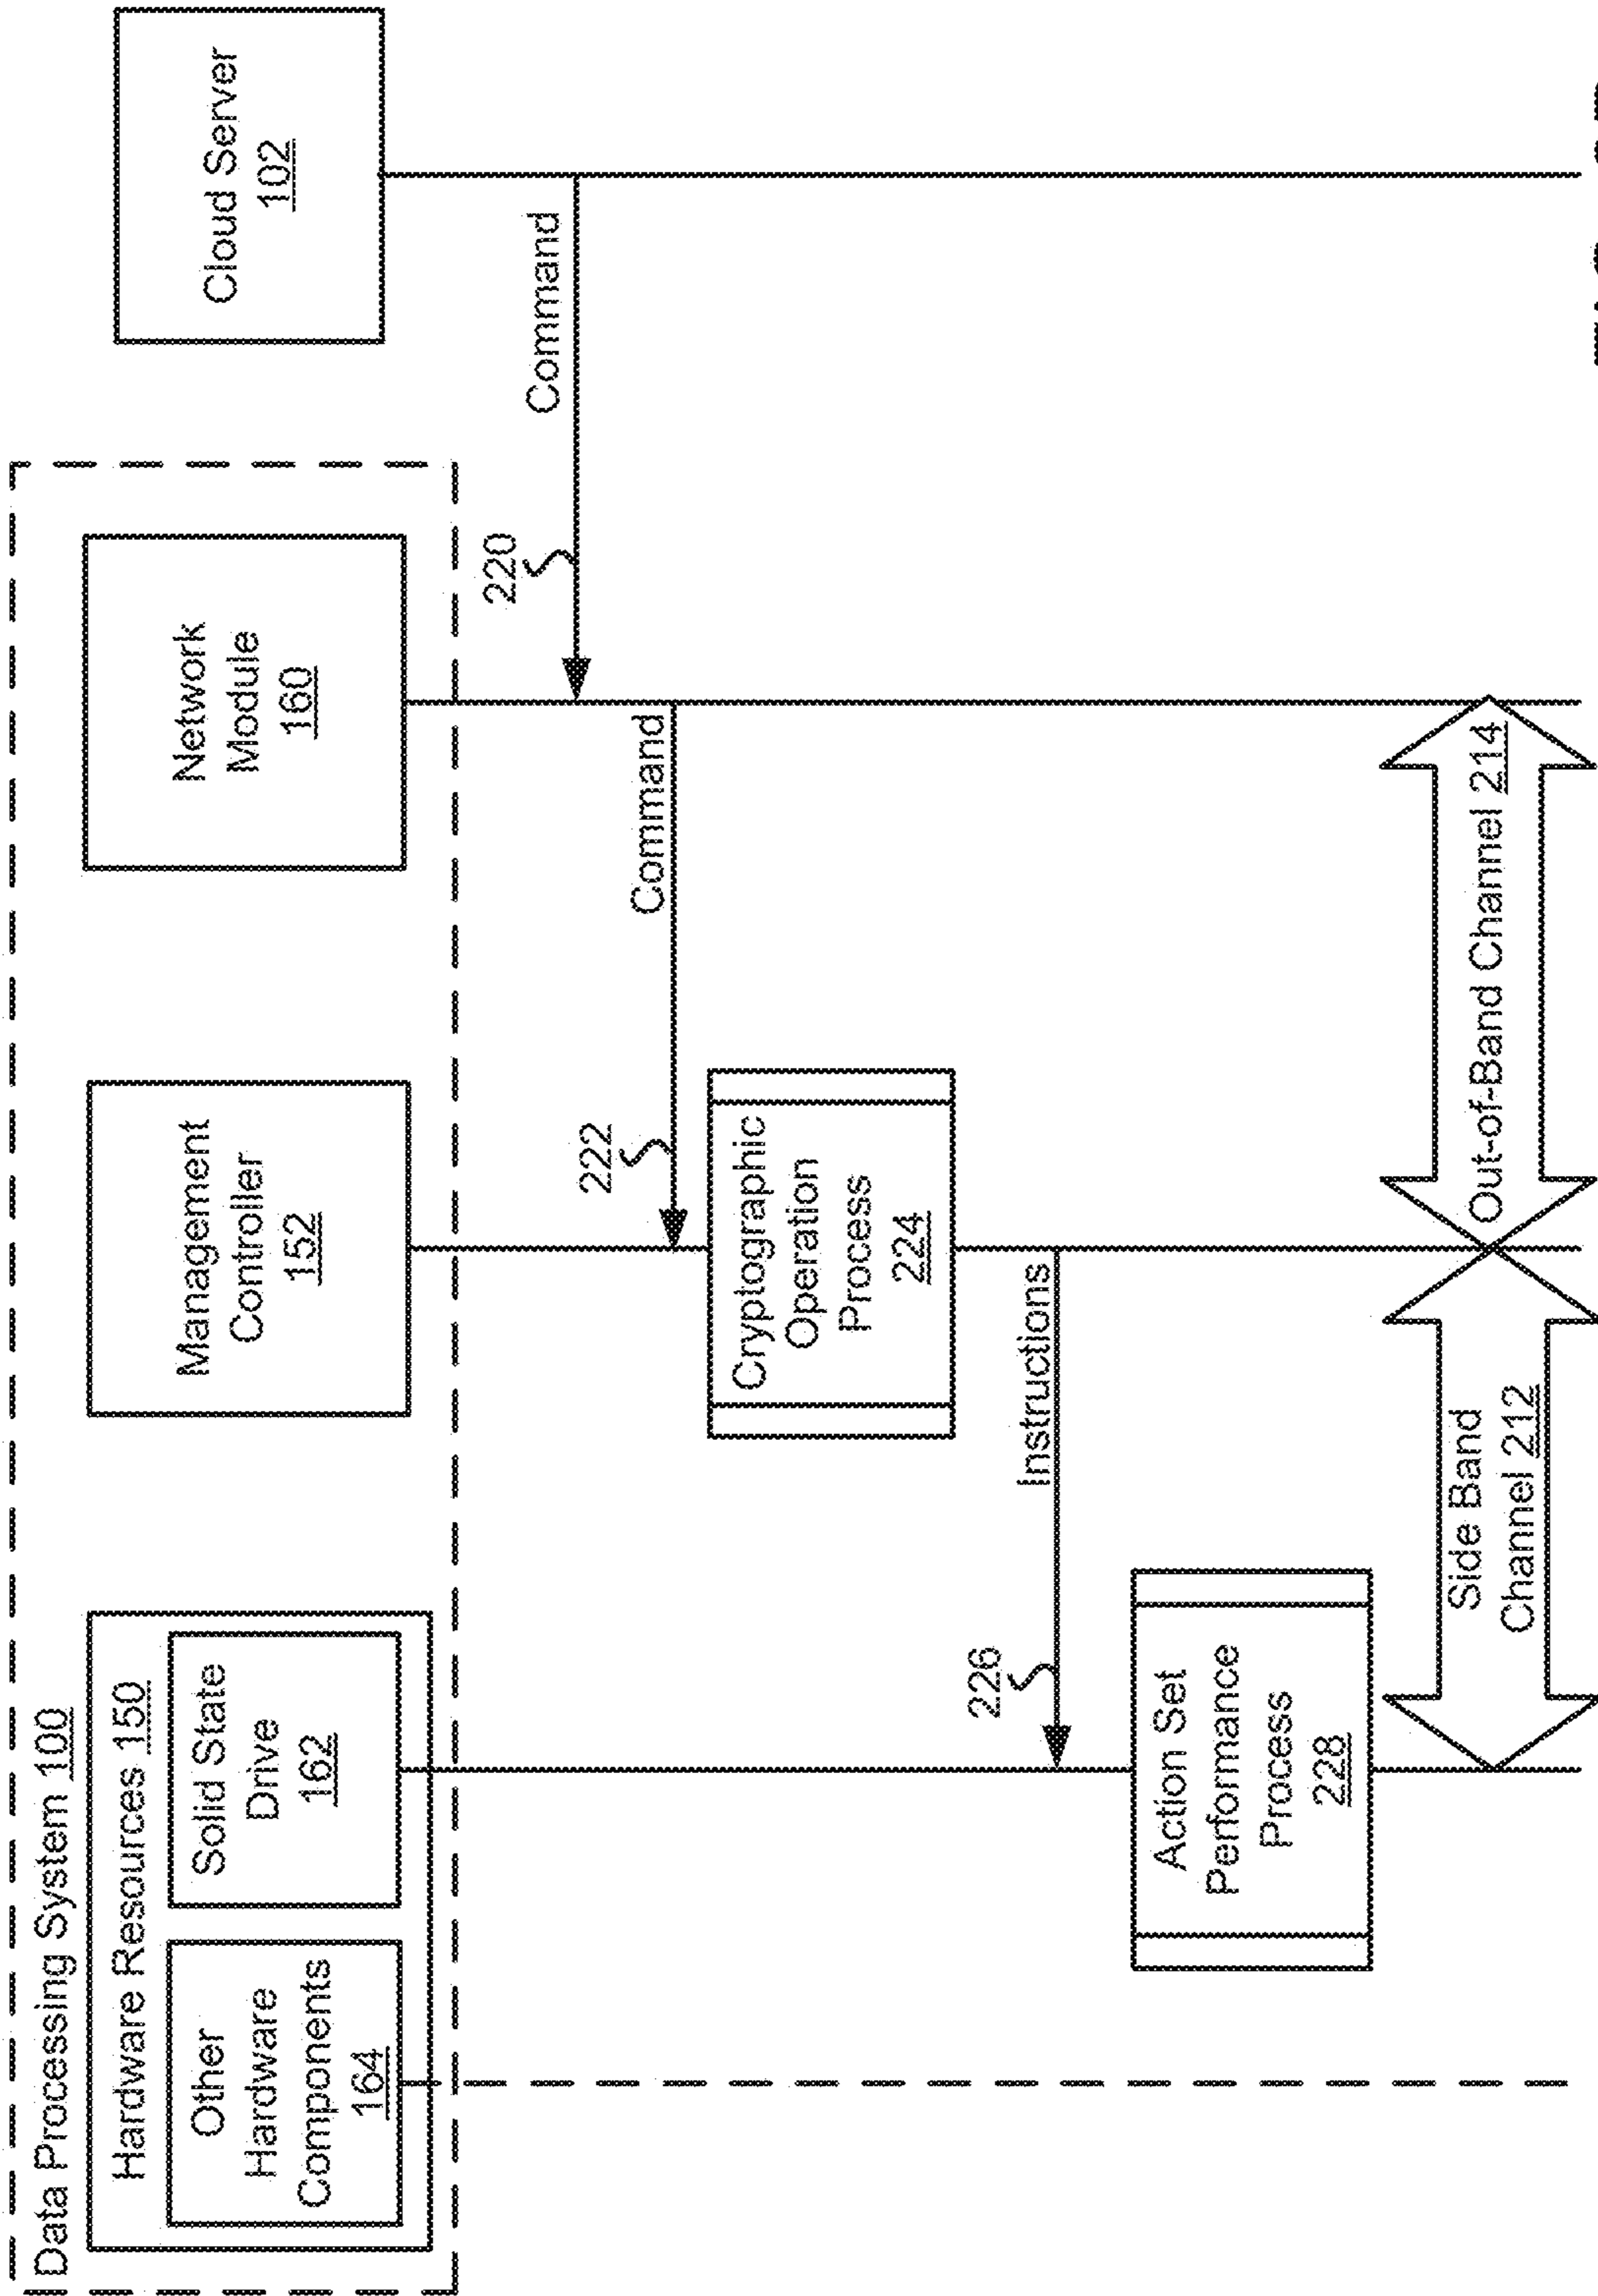 Data Processing System 100
Hardware Resources 150
Other
Hardware
Components
164
Solid State
Drive
162
Management
Controller
152
Network
Module
160
Cloud Server
102
Command
220
Command
222
Cryptographic
Operation
Process
224
Instructions
226
Action Set
Performance
Process
228
Side Band
Channel 212
Out-of-Band Channel 214